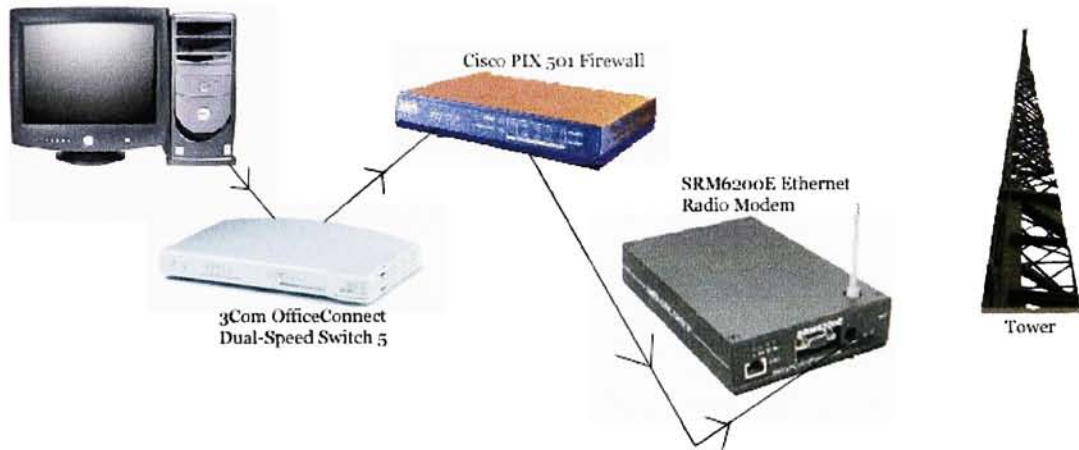 Cisco PIX 501 Firewall
SRM6200E Ethernet
Radio Modem
3Com OfficeConnect
Dual-Speed Switch 5
Tower